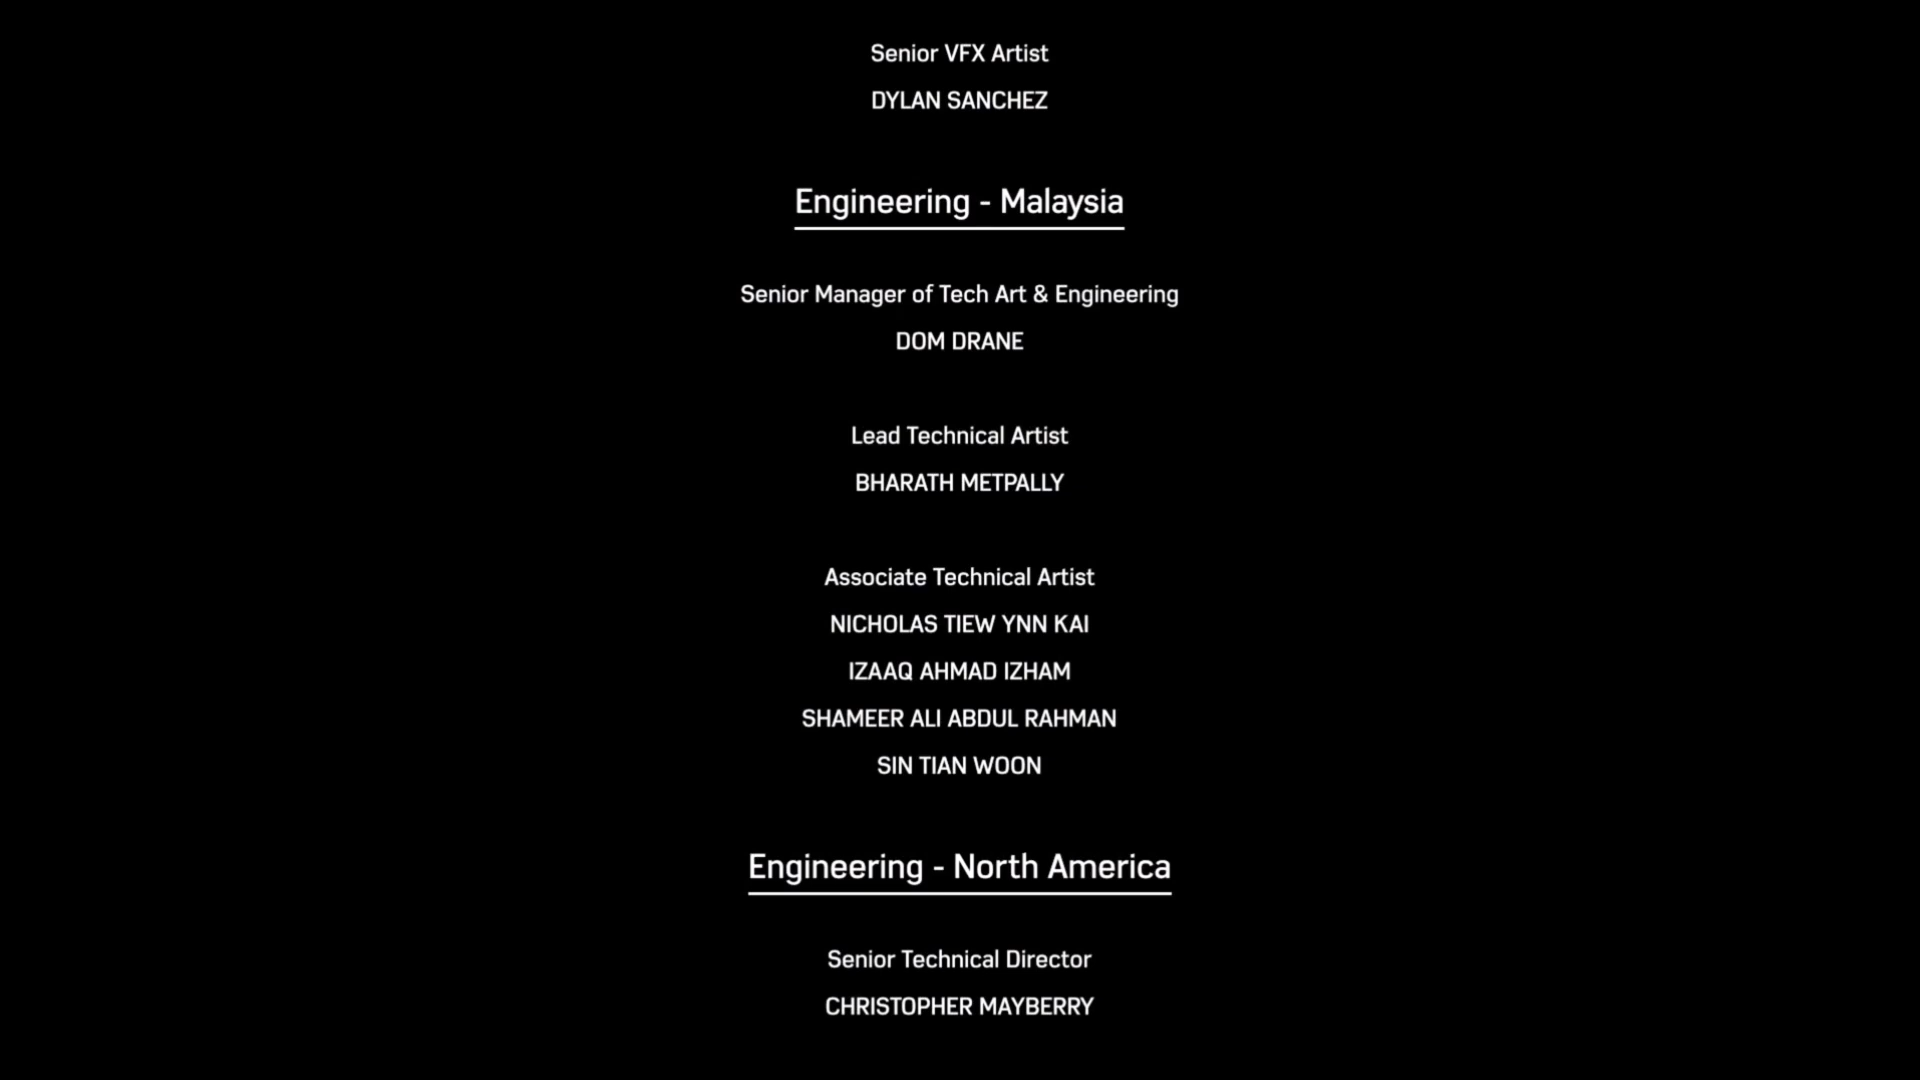 Senior VFX Artist
DYLAN SANCHEZ
Engineering - Malaysia
Senior Manager of Tech Art & Engineering
DOM DRANE
Lead Technical Artist
BHARATH METPALLY
Associate Technical Artist
NICHOLAS TIEW YNN KAI
IZAAQ AHMAD IZHAM
SHAMEER ALI ABDUL RAHMAN
SIN TIAN WOON
Engineering - North America
Senior Technical Director
CHRISTOPHER MAYBERRY